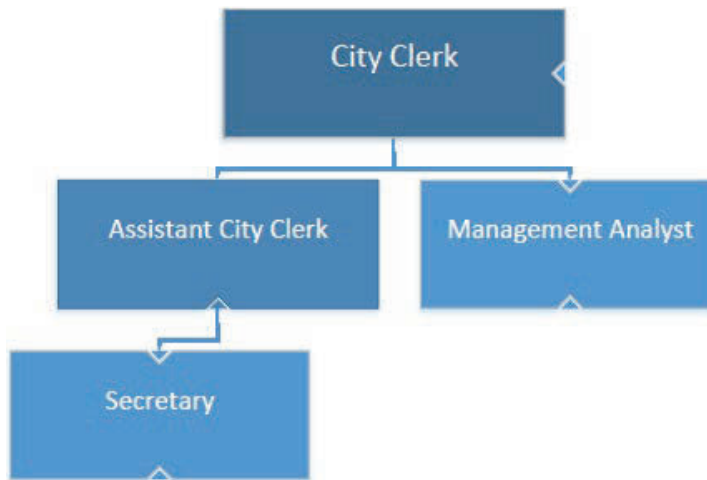 City Clerk
Assistant City Clerk
Management Analyst
Secretary